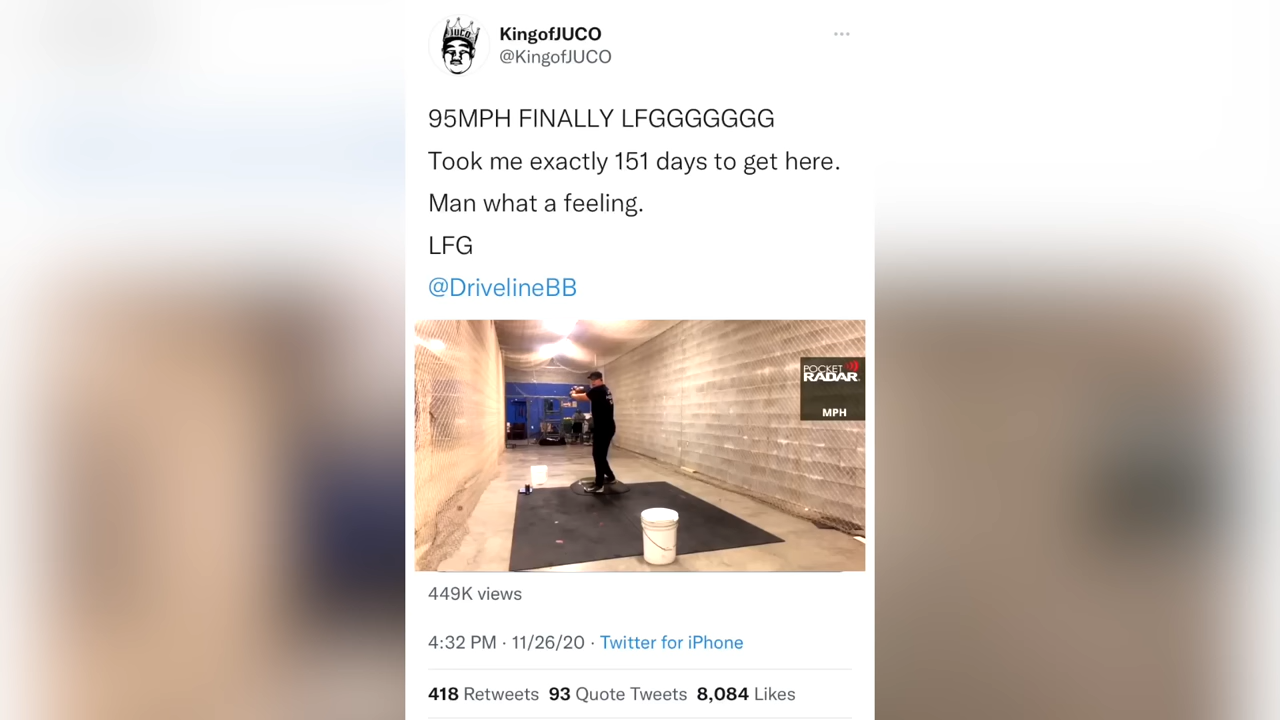 JUCO
KingofJUCO
@KingofJUCO
95MPH FINALLY LFGGGGGGG
Took me exactly 151 days to get here.
Man what a feeling.
LFG
@DrivelineBB
POCKET
RADAR
MPH
449K views
4:32 PM · 11/26/20 · Twitter for iPhone
418 Retweets 93 Quote Tweets 8,084 Likes